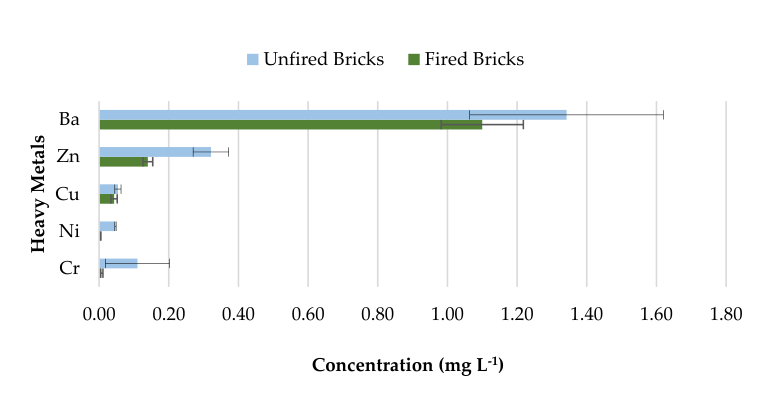 Unfired Bricks Fired Bricks
Heavy Metals
Ba
Zn
Cu
Ni
Cr
0.00 0.20 0.40 0.60 0.80 1.00 1.20 1.40 1.60 1.80
Concentration (mg L⁻¹)